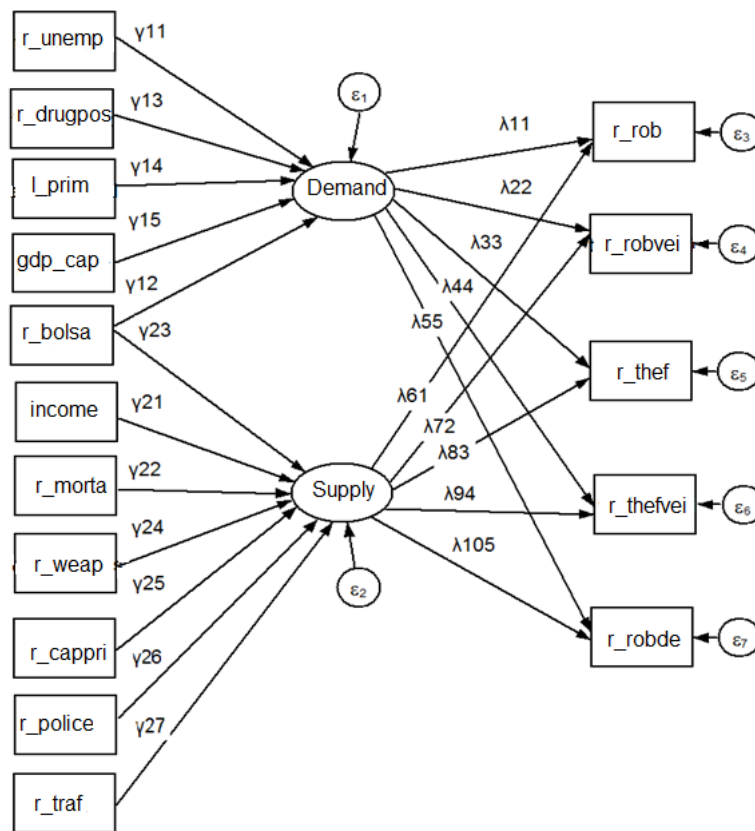 r_unemp
γ11
r_drugpos
γ13
l_prim
γ14
γ15
gdp_cap
γ12
r_bolsa
γ23
income
γ21
r_morta
γ22
r_weap
γ24
γ25
r_cappri
γ26
r_police
γ27
r_traf
ε1
Demand
Supply
ε2
λ11
λ22
λ33
λ44
λ55
λ61
λ72
λ83
λ94
λ105
r_rob
ε3
r_robvei
ε4
r_thef
ε5
r_thefvei
ε6
r_robde
ε7